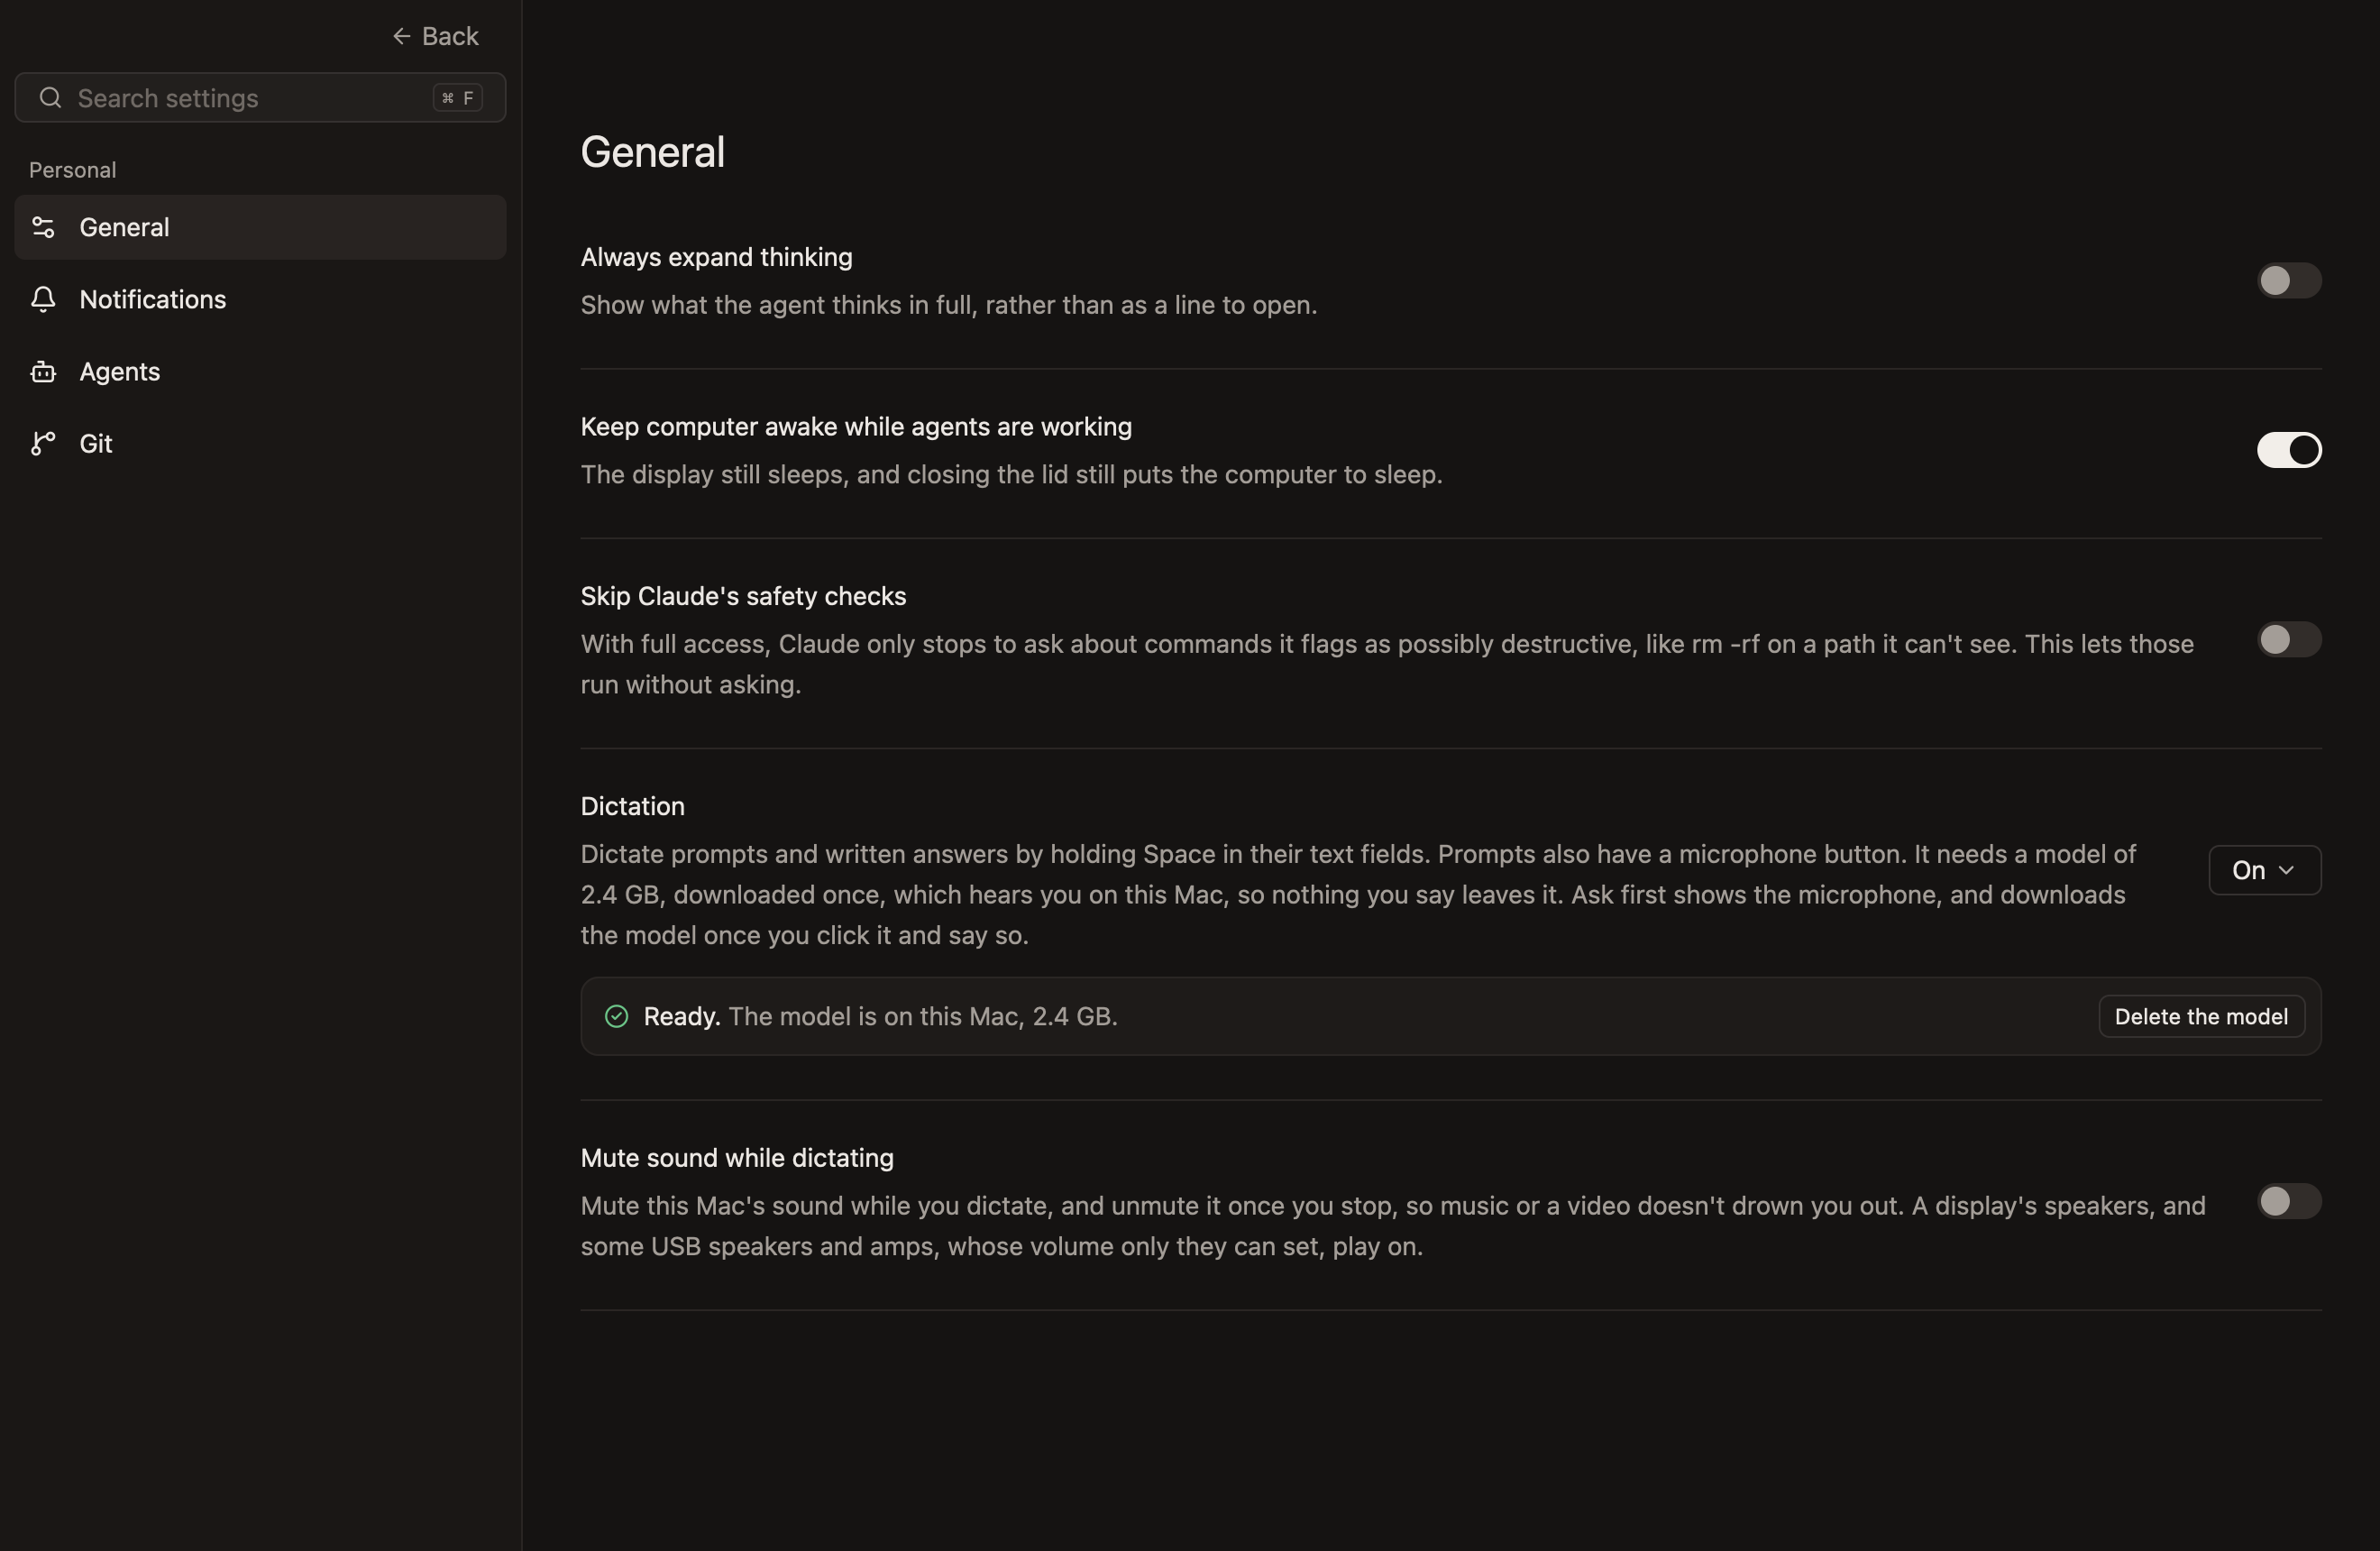 Back
Search settings
⌘ F
Personal
General
Notifications
Agents
Git
General
Always expand thinking
Show what the agent thinks in full, rather than as a line to open.
Keep computer awake while agents are working
The display still sleeps, and closing the lid still puts the computer to sleep.
Skip Claude's safety checks
With full access, Claude only stops to ask about commands it flags as possibly destructive, like rm -rf on a path it can't see. This lets those
run without asking.
Dictation
Dictate prompts and written answers by holding Space in their text fields. Prompts also have a microphone button. It needs a model of
2.4 GB, downloaded once, which hears you on this Mac, so nothing you say leaves it. Ask first shows the microphone, and downloads
the model once you click it and say so.
On
Ready. The model is on this Mac, 2.4 GB.
Delete the model
Mute sound while dictating
Mute this Mac's sound while you dictate, and unmute it once you stop, so music or a video doesn't drown you out. A display's speakers, and
some USB speakers and amps, whose volume only they can set, play on.